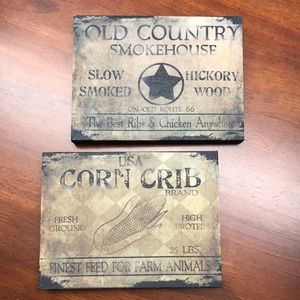 OLD COUNTRY
SMOKEHOUSE
SLOW HICKORY
SMOKED WOOD
ON OLD ROUTE 66
The Best Ribs & Chicken Anywhere
USA
CORN CRIB
BRAND
FRESH HIGH
GROUND PROTEIN
25 LBS.
FINEST FEED FOR FARM ANIMALS